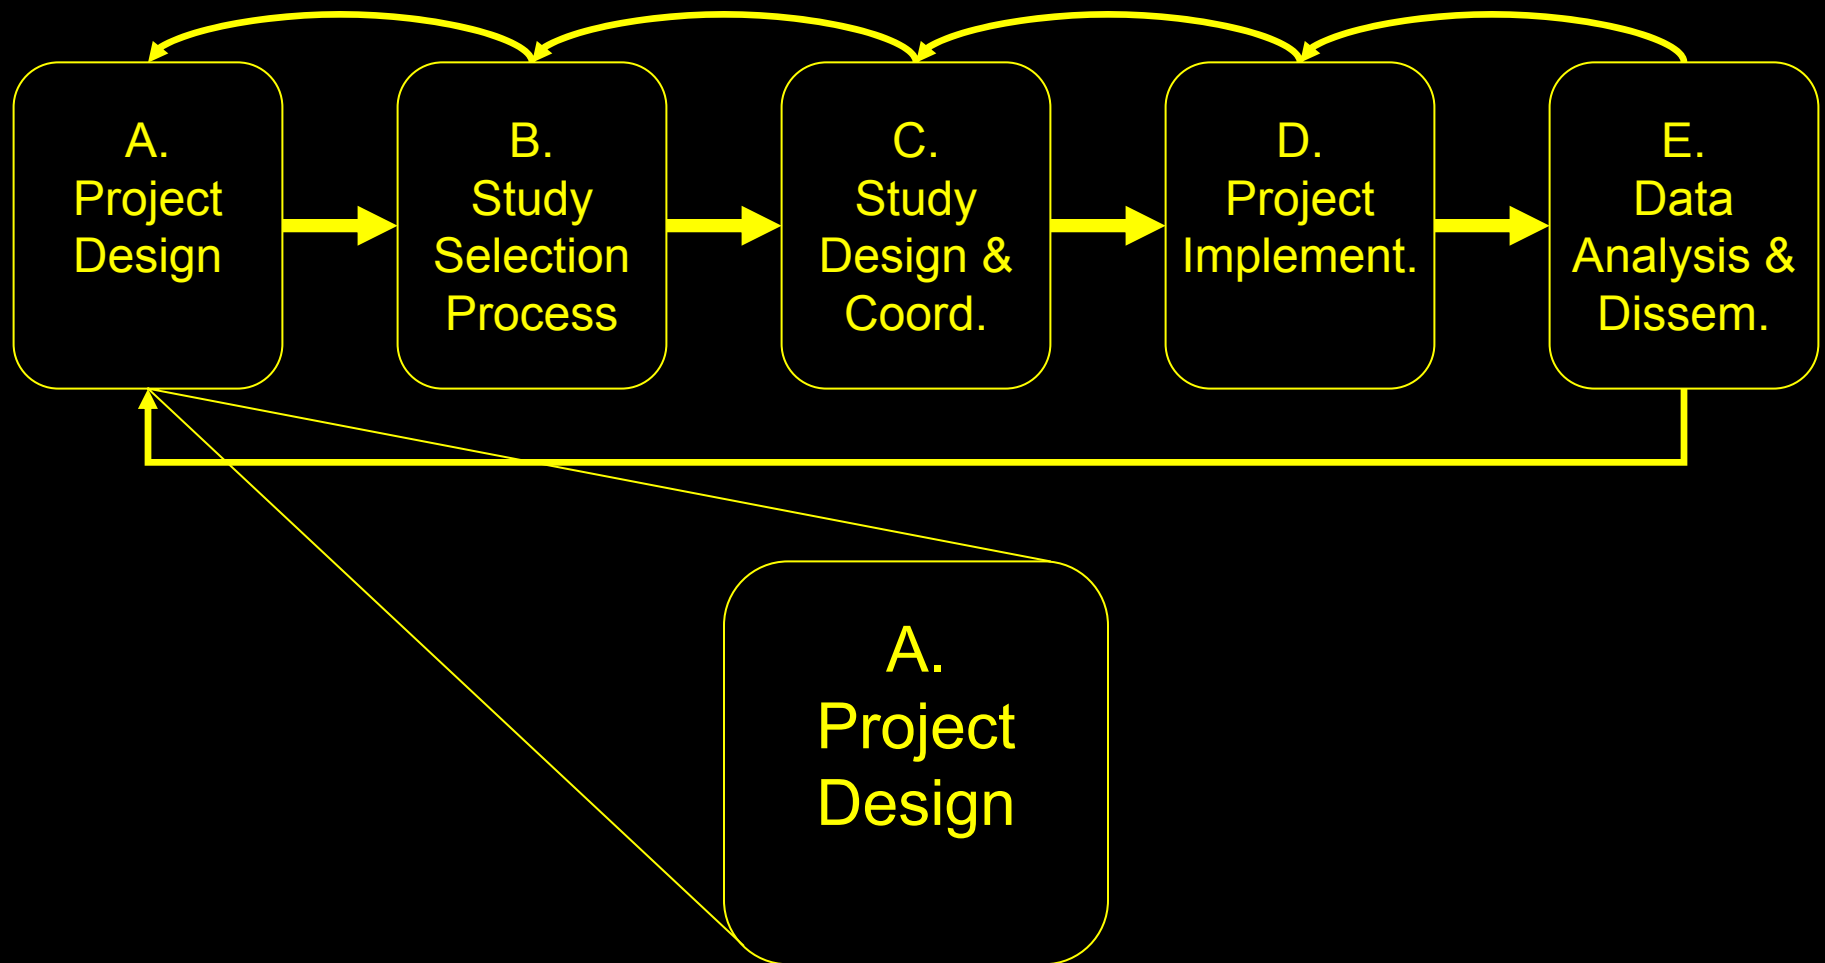 A.
Project
Design
B.
Study
Selection
Process
C.
Study
Design &
Coord.
D.
Project
Implement.
E.
Data
Analysis &
Dissem.
A.
Project
Design